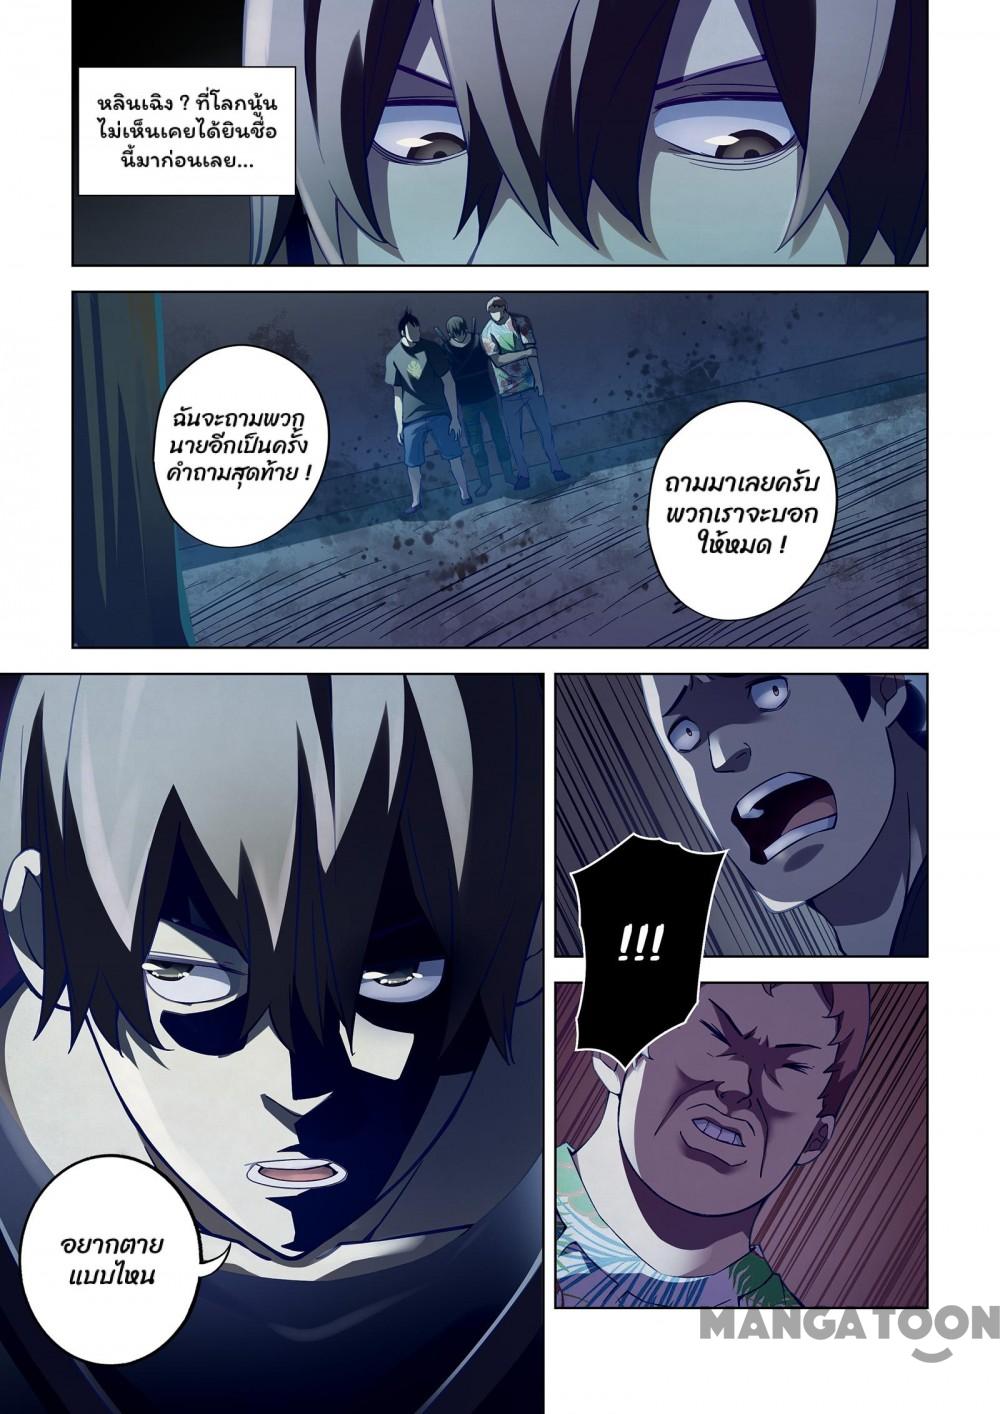 หลินเฉิง ? ที่โลกนู้น
ไม่เห็นเคยได้ยินชื่อ
นี้มาก่อนเลย...
ฉันจะถามพวก
นายอีกเป็นครั้ง
คำถามสุดท้าย !
ถามมาเลยครับ
พวกเราจะบอก
ให้หมด !
!!!
อยากตาย
แบบไหน
MANGATOON